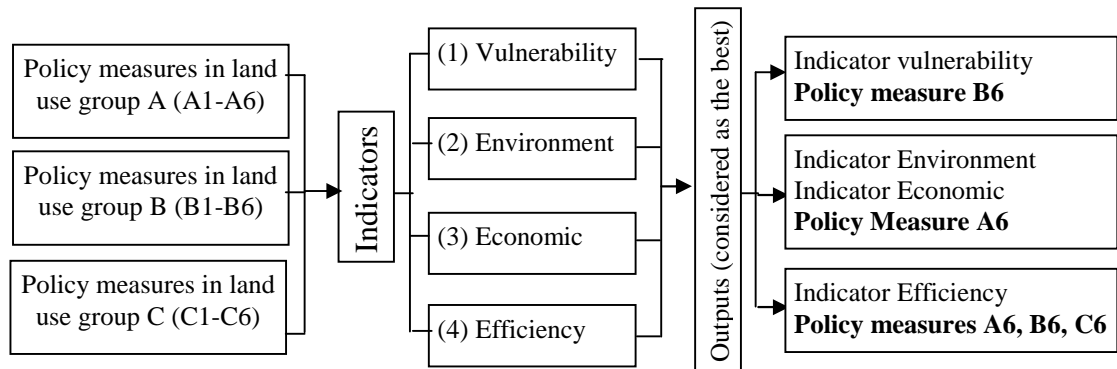 Policy measures in land
use group A (A1-A6)
Policy measures in land
use group B (B1-B6)
Policy measures in land
use group C (C1-C6)
Indicators
(1) Vulnerability
(2) Environment
(3) Economic
(4) Efficiency
Outputs (considered as the best)
Indicator vulnerability
Policy measure B6
Indicator Environment
Indicator Economic
Policy Measure A6
Indicator Efficiency
Policy measures A6, B6, C6